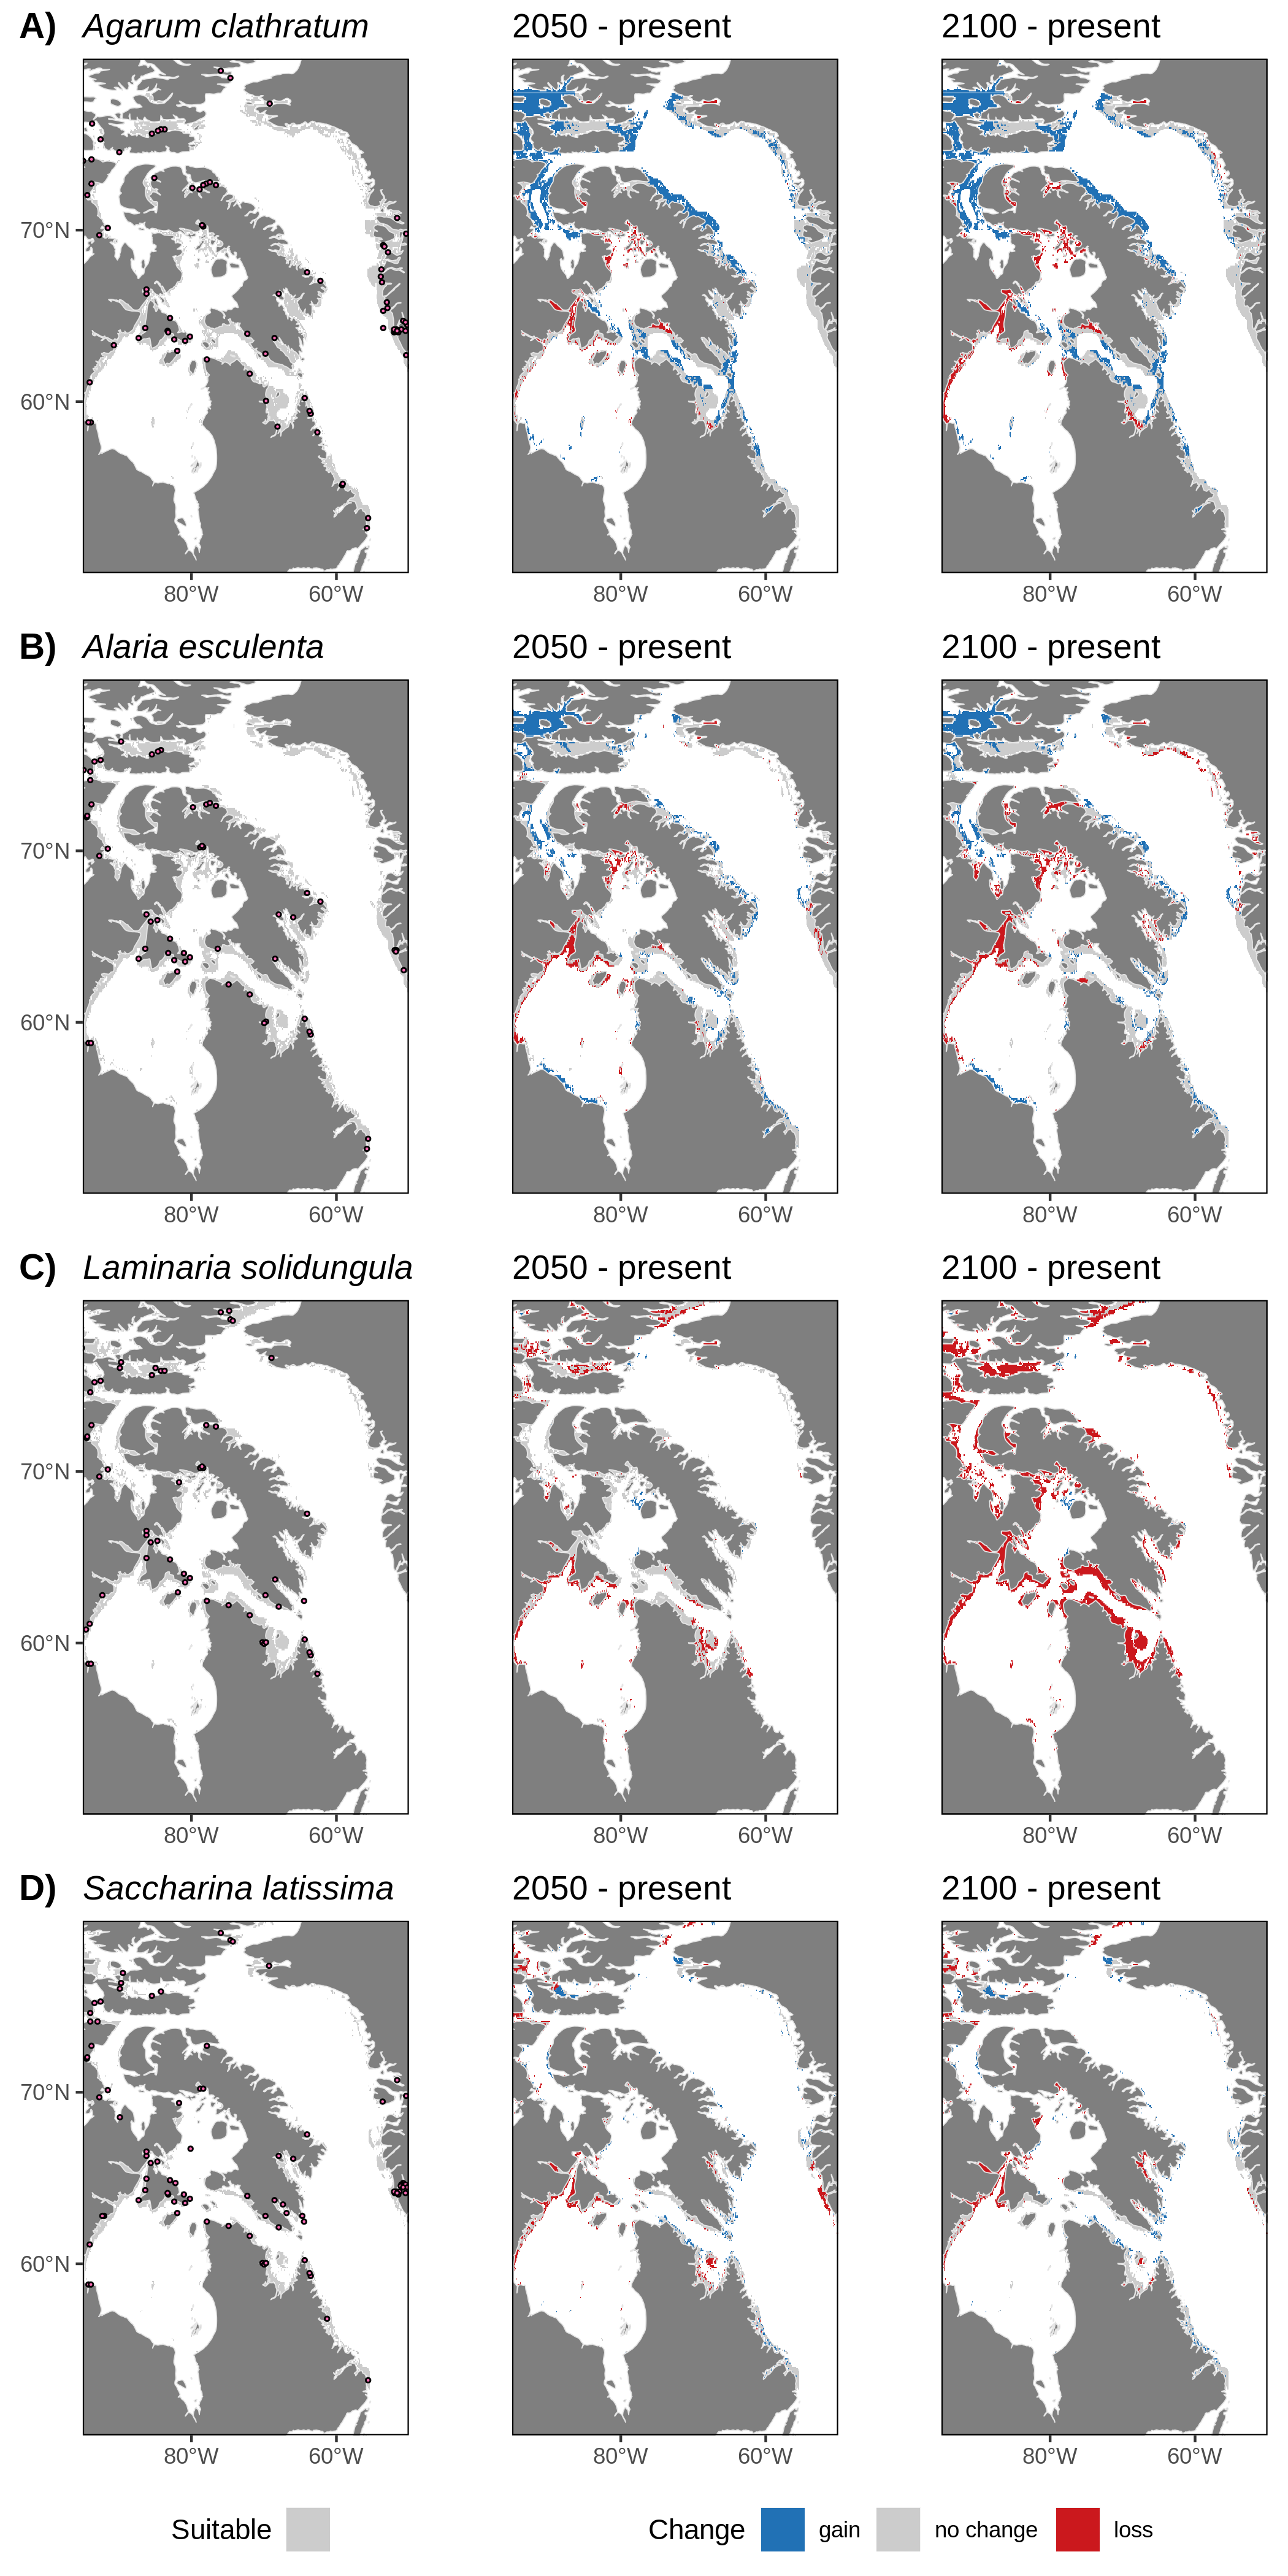 A) Agarum clathratum 2050 - present 2100 - present
70°N
60°N
80°W 60°W 80°W 60°W 80°W 60°W
B) Alaria esculenta 2050 - present 2100 - present
70°N
60°N
80°W 60°W 80°W 60°W 80°W 60°W
C) Laminaria solidungula 2050 - present 2100 - present
70°N
60°N
80°W 60°W 80°W 60°W 80°W 60°W
D) Saccharina latissima 2050 - present 2100 - present
70°N
60°N
80°W 60°W 80°W 60°W 80°W 60°W
Suitable Change gain no change loss